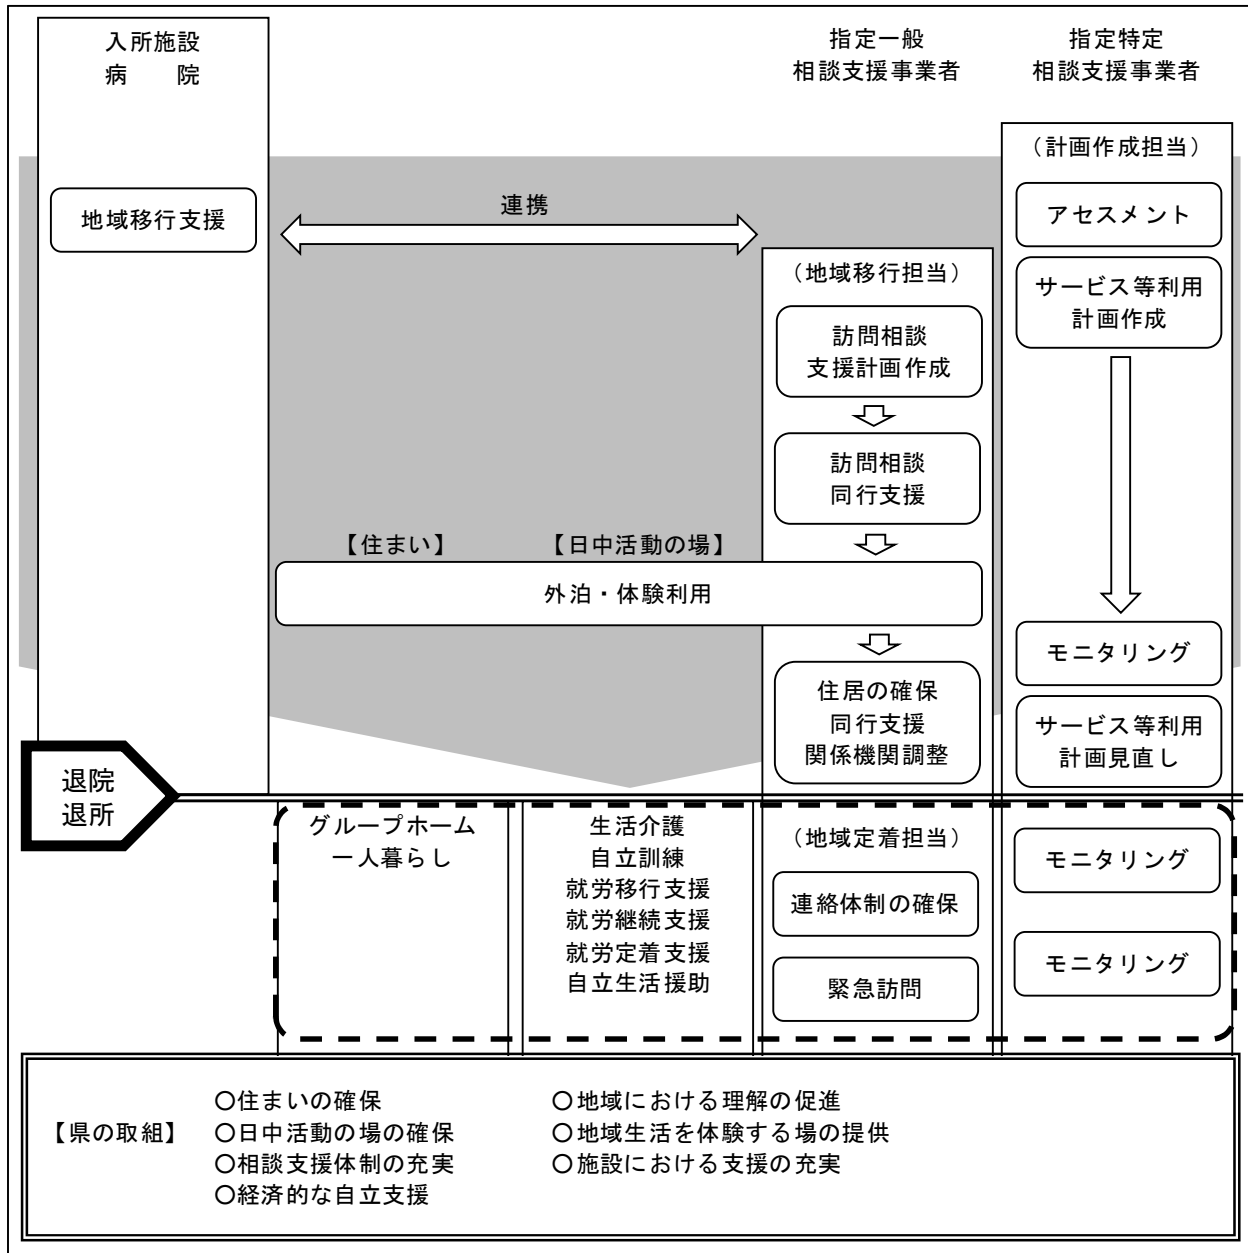 入所施設
病　　院
指定一般
相談支援事業者
指定特定
相談支援事業者
（計画作成担当）
アセスメント
サービス等利用
計画作成
地域移行支援
連携
（地域移行担当）
訪問相談
支援計画作成
訪問相談
同行支援
【住まい】
【日中活動の場】
外泊・体験利用
住居の確保
同行支援
関係機関調整
モニタリング
サービス等利用
計画見直し
退院
退所
グループホーム
一人暮らし
生活介護
自立訓練
就労移行支援
就労継続支援
就労定着支援
自立生活援助
（地域定着担当）
連絡体制の確保
緊急訪問
モニタリング
モニタリング
【県の取組】
〇住まいの確保
〇日中活動の場の確保
〇相談支援体制の充実
〇経済的な自立支援
〇地域における理解の促進
〇地域生活を体験する場の提供
〇施設における支援の充実